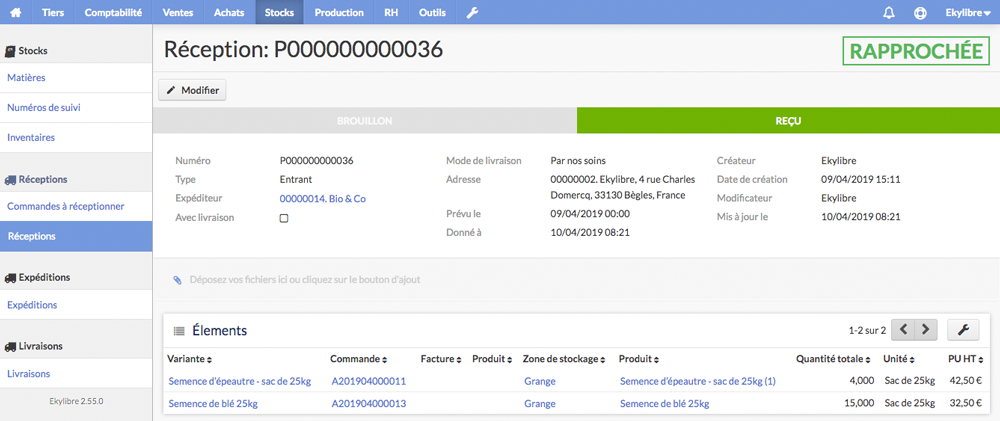 Tiers Comptabilité Ventes Achats Stocks Production RH Outils Ekylibre
Stocks
Matières
Numéros de suivi
Inventaires
Réceptions
Commandes à réceptionner
Réceptions
Expéditions
Expéditions
Livraisons
Livraisons
Ekylibre 2.55.0
Réception: P000000000036
RAPPROCHÉE
Modifier
BROUILLON REÇU
Numéro P000000000036
Type Entrant
Expéditeur 00000014. Bio & Co
Avec livraison
Mode de livraison Par nos soins
Adresse 00000002. Ekylibre, 4 rue Charles
Domercq, 33130 Bègles, France
Prévu le 09/04/2019 00:00
Donné à 10/04/2019 08:21
Créateur Ekylibre
Date de création 09/04/2019 15:11
Modificateur Ekylibre
Mis à jour le 10/04/2019 08:21
Déposez vos fichiers ici ou cliquez sur le bouton d'ajout
Élements 1-2 sur 2
Variante Commande Facture Produit Zone de stockage Produit Quantité totale Unité PU HT
Semence d'épeautre - sac de 25kg A201904000011 Grange Semence d'épeautre - sac de 25kg (1) 4,000 Sac de 25kg 42,50 €
Semence de blé 25kg A201904000013 Grange Semence de blé 25kg 15,000 Sac de 25kg 32,50 €